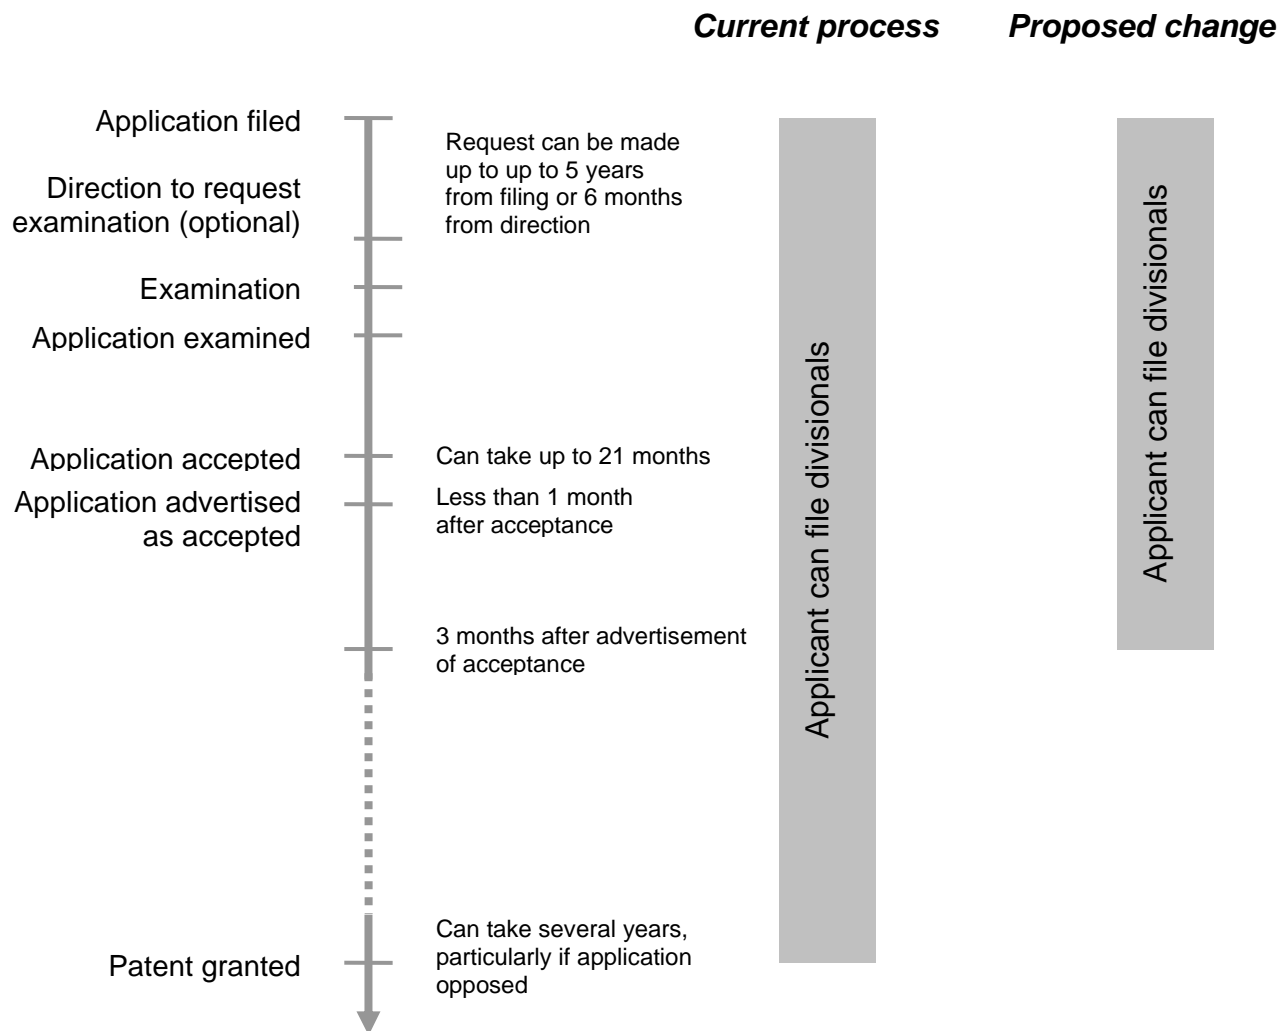 Current process
Proposed change
Application filed
Request can be made
up to up to 5 years
from filing or 6 months
from direction
Direction to request
examination (optional)
Examination
Application examined
Application accepted
Can take up to 21 months
Application advertised
as accepted
Less than 1 month
after acceptance
3 months after advertisement
of acceptance
Patent granted
Can take several years,
particularly if application
opposed
Applicant can file divisionals
Applicant can file divisionals